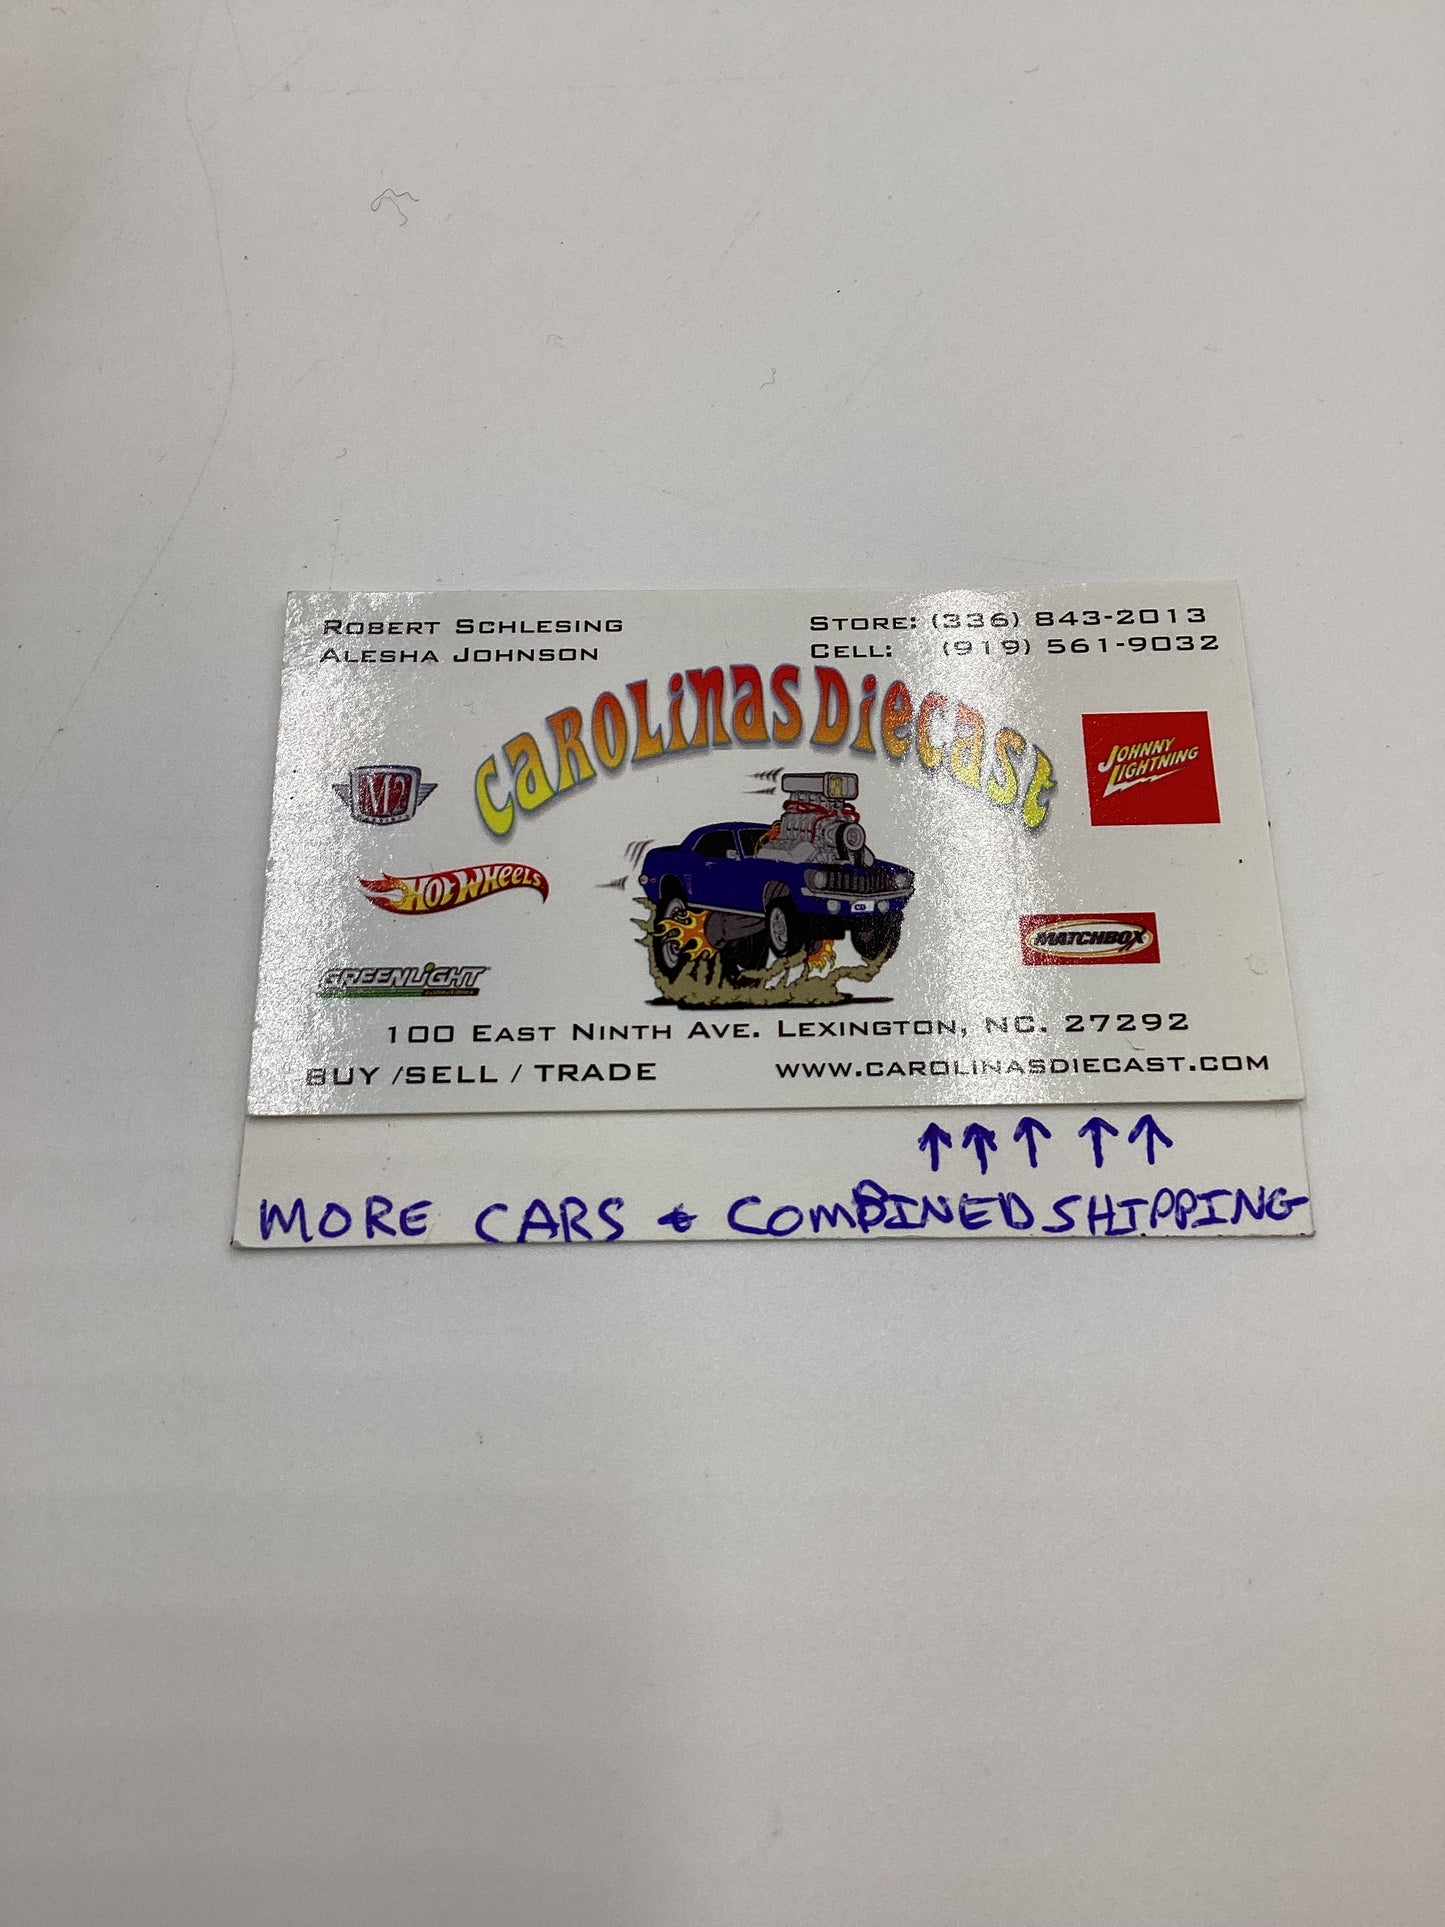 ROBERT SCHLESING
ALESHA JOHNSON
STORE: (336) 843-2013
CELL: (919) 561-9032
CAROLiNAS DiECAST
M2
JOHNNY
LIGHTNING
HOT WHEELS
MATCHBOX
GREENLiGHT
100 EAST NINTH AVE. LEXINGTON, NC. 27292
BUY /SELL / TRADE
WWW.CAROLINASDIECAST.COM
↑↑↑ ↑↑
MORE CARS & COMBINED SHIPPING